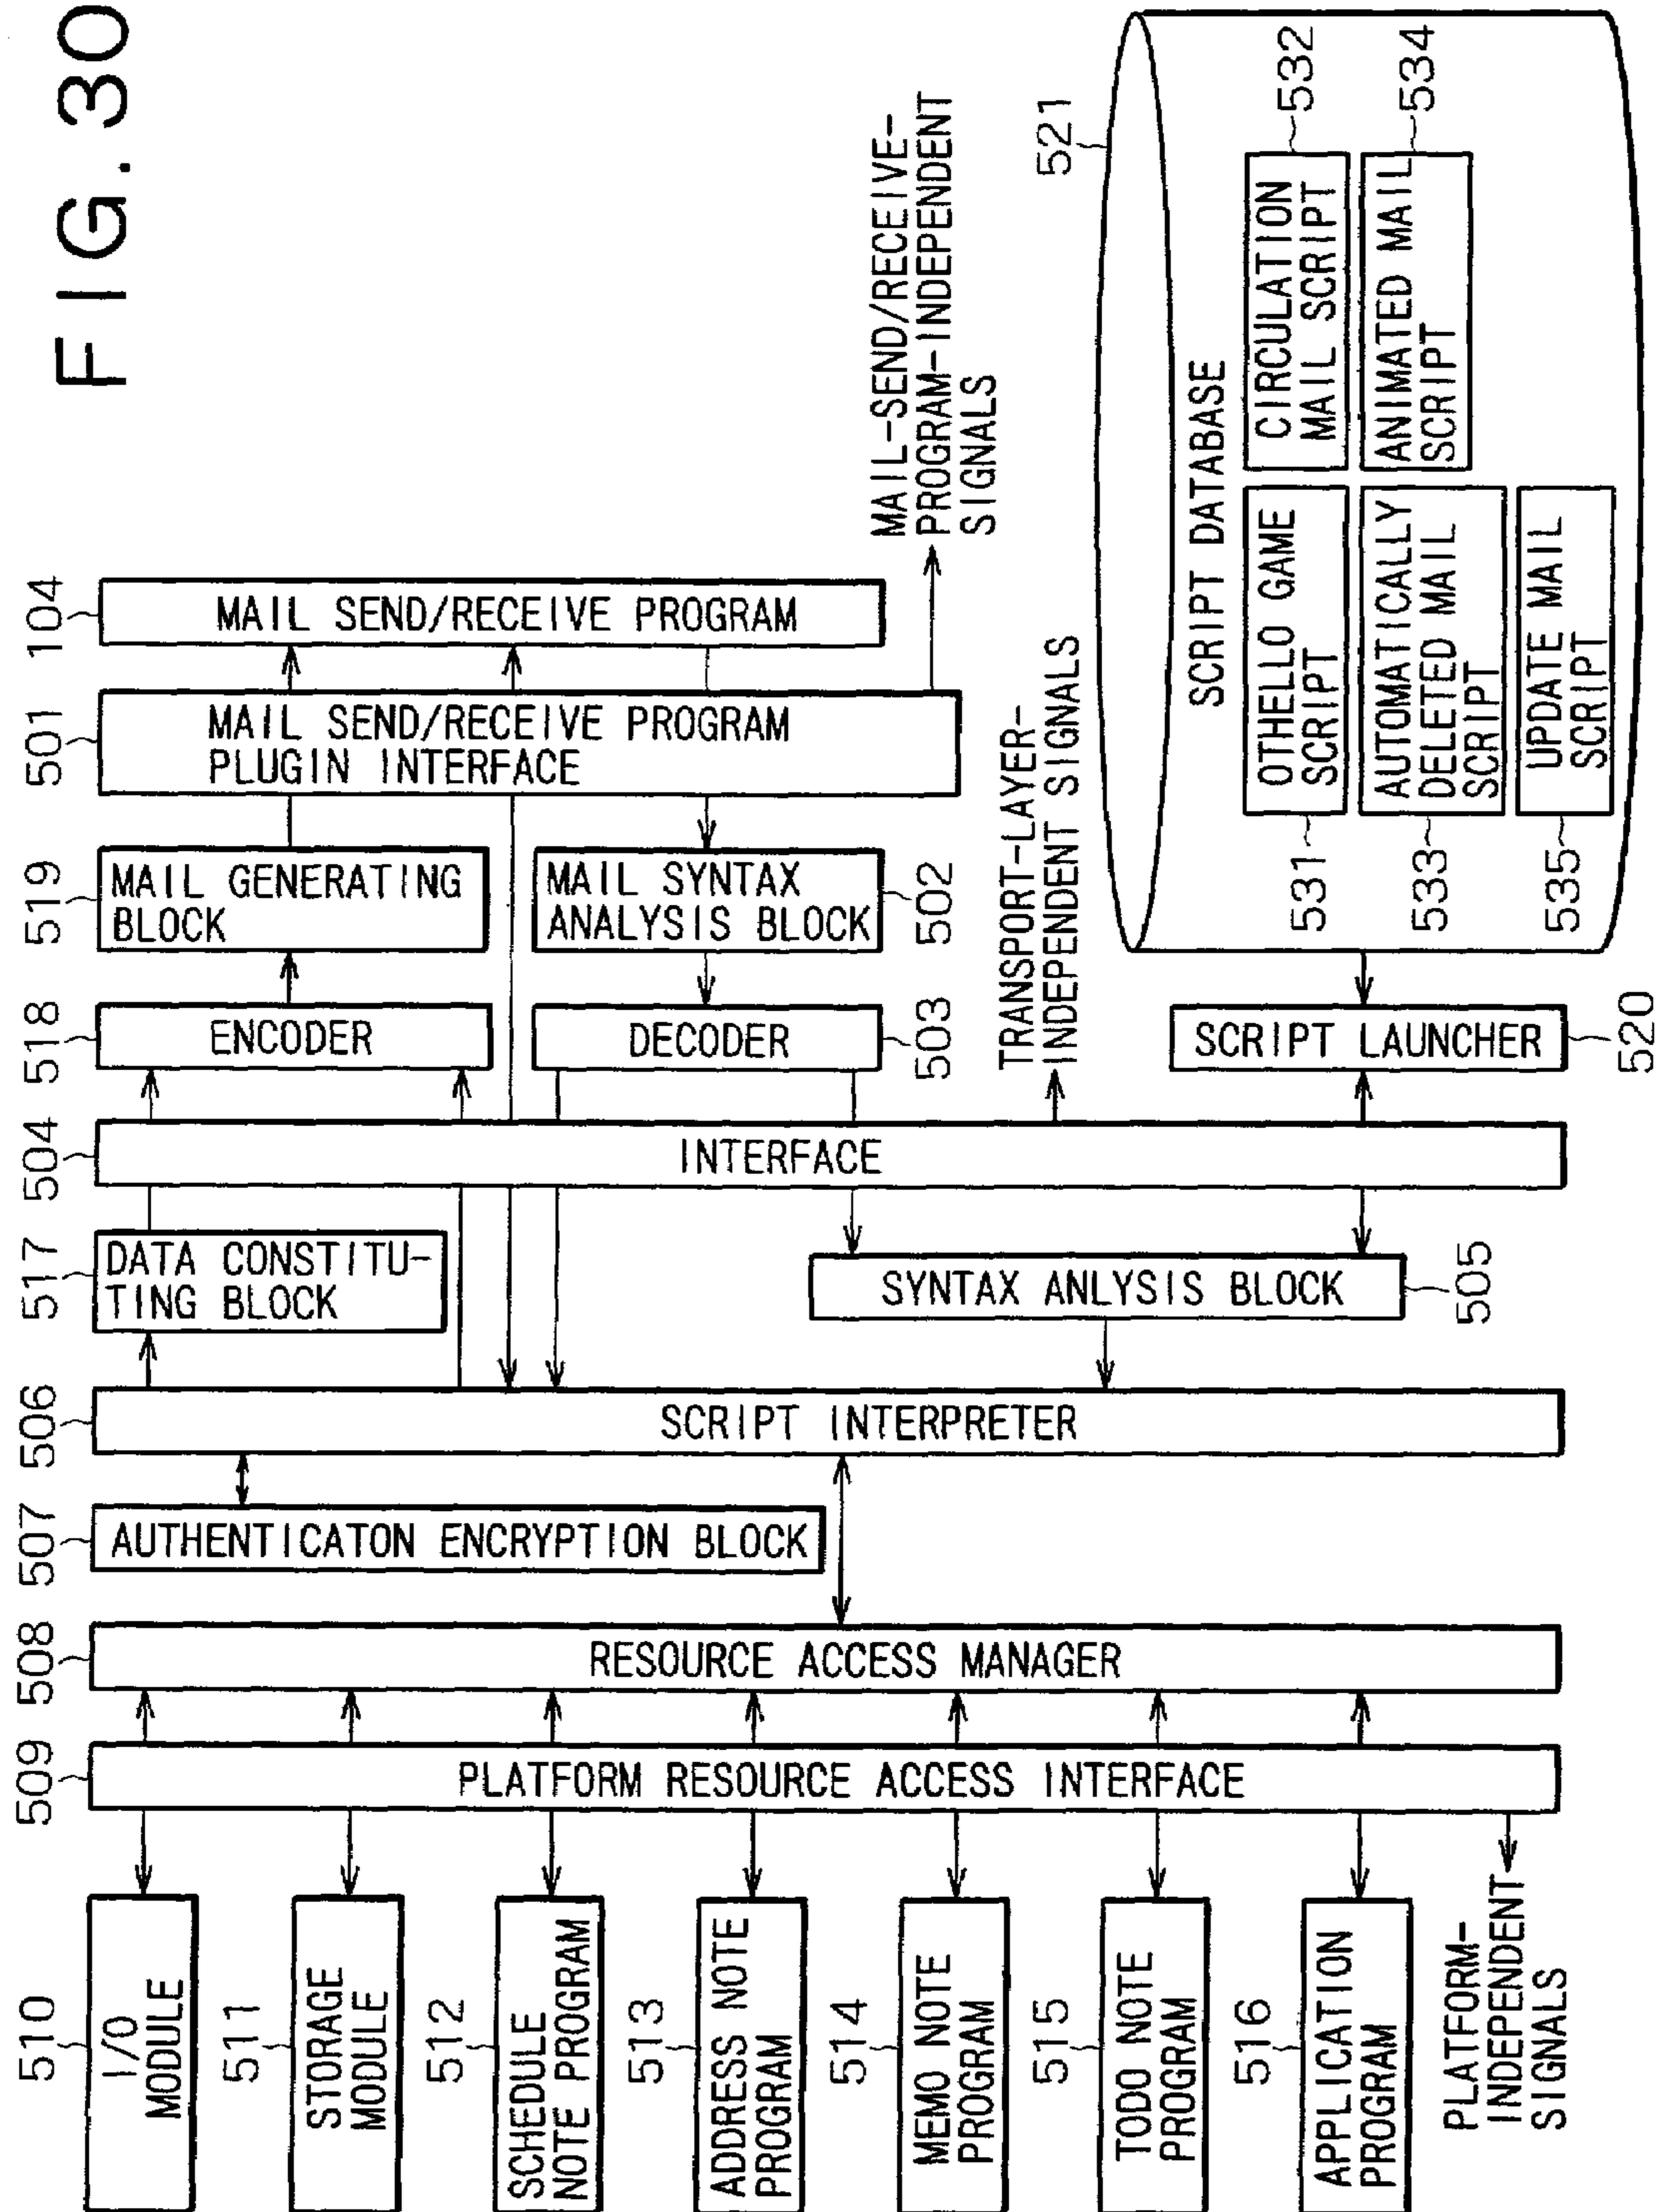 FIG. 30
510
I/O
MODULE
511
STORAGE
MODULE
512
SCHEDULE
NOTE PROGRAM
513
ADDRESS NOTE
PROGRAM
514
MEMO NOTE
PROGRAM
515
TODO NOTE
PROGRAM
516
APPLICATION
PROGRAM
PLATFORM-
INDEPENDENT
SIGNALS
509
PLATFORM RESOURCE ACCESS INTERFACE
508
RESOURCE ACCESS MANAGER
507
AUTHENTICATON ENCRYPTION BLOCK
506
SCRIPT INTERPRETER
517
DATA CONSTITU-
TING BLOCK
SYNTAX ANLYSIS BLOCK
505
504
INTERFACE
518
ENCODER
DECODER
503
TRANSPORT-LAYER-
INDEPENDENT SIGNALS
SCRIPT LAUNCHER
520
519
MAIL GENERATING
BLOCK
MAIL SYNTAX
ANALYSIS BLOCK
502
501
MAIL SEND/RECEIVE PROGRAM
PLUGIN INTERFACE
104
MAIL SEND/RECEIVE PROGRAM
MAIL-SEND/RECEIVE-
PROGRAM-INDEPENDENT
SIGNALS
521
SCRIPT DATABASE
531
OTHELLO GAME
SCRIPT
CIRCULATION
MAIL SCRIPT
532
533
AUTOMATICALLY
DELETED MAIL
SCRIPT
ANIMATED MAIL
SCRIPT
534
535
UPDATE MAIL
SCRIPT